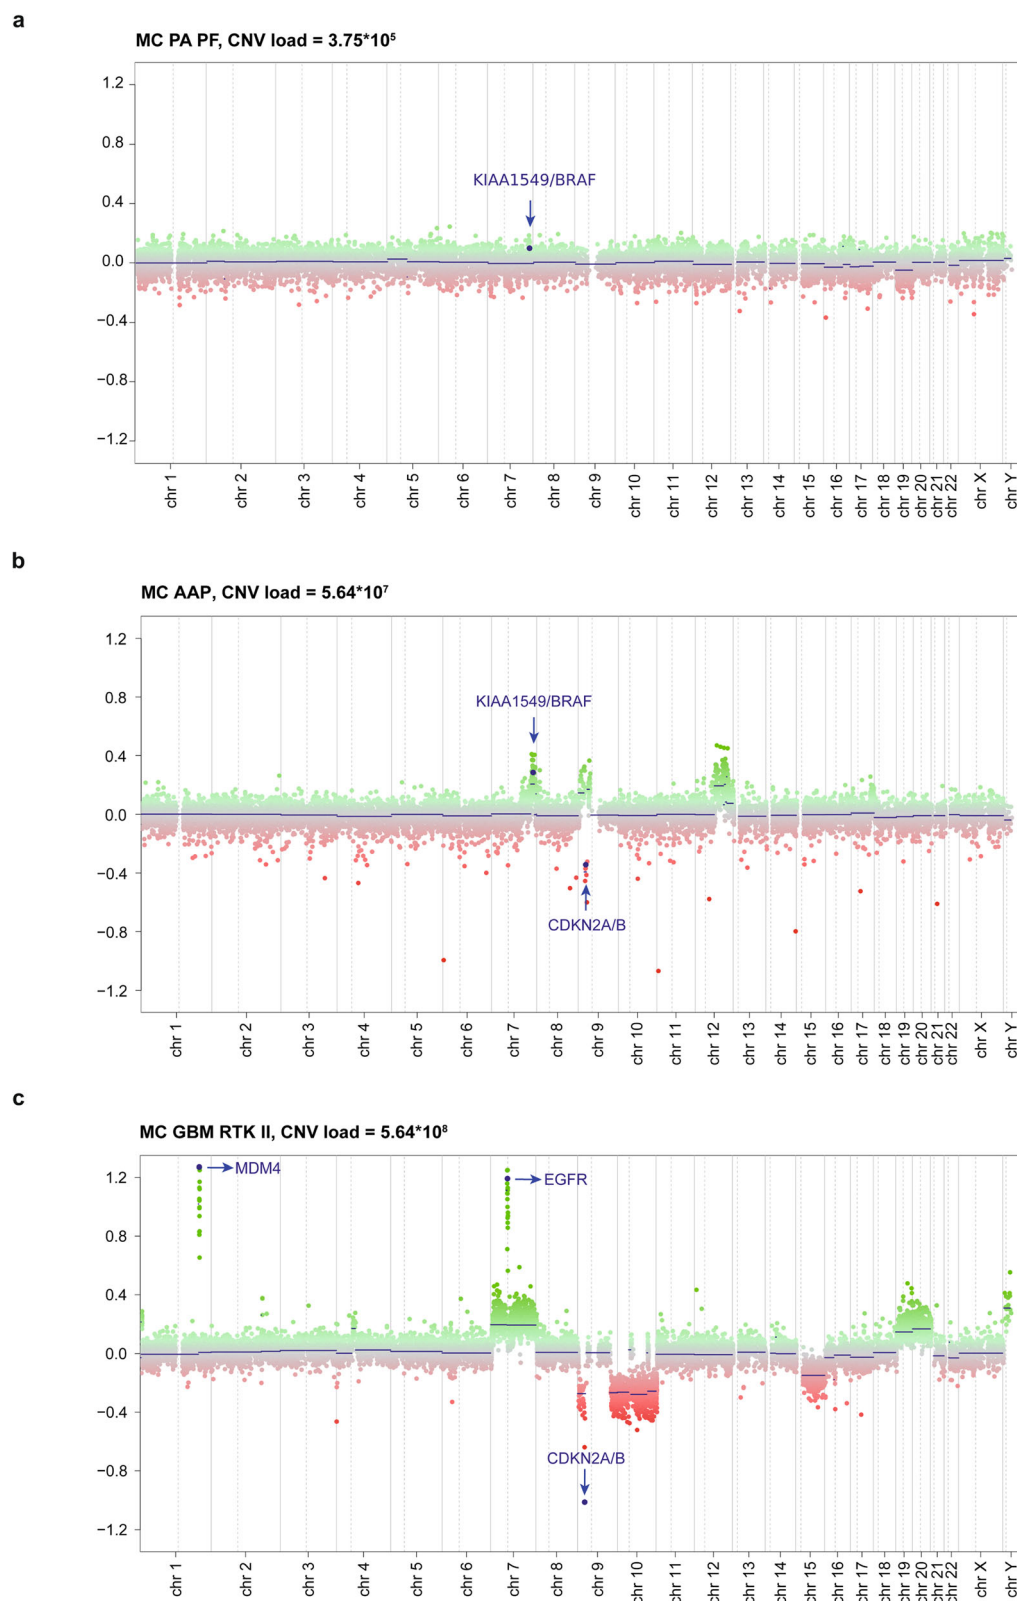 a
MC PA PF, CNV load = 3.75*10⁵
1.2
0.8
KIAA1549/BRAF
0.4
0.0
−0.4
−0.8
−1.2
chr 1 chr 2 chr 3 chr 4 chr 5 chr 6 chr 7 chr 8 chr 9 chr 10 chr 11 chr 12 chr 13 chr 14 chr 15 chr 16 chr 17 chr 18 chr 19 chr 20 chr 21 chr 22 chr X chr Y
b
MC AAP, CNV load = 5.64*10⁷
1.2
0.8
KIAA1549/BRAF
0.4
0.0
−0.4
CDKN2A/B
−0.8
−1.2
chr 1 chr 2 chr 3 chr 4 chr 5 chr 6 chr 7 chr 8 chr 9 chr 10 chr 11 chr 12 chr 13 chr 14 chr 15 chr 16 chr 17 chr 18 chr 19 chr 20 chr 21 chr 22 chr X chr Y
c
MC GBM RTK II, CNV load = 5.64*10⁸
MDM4
1.2
EGFR
0.8
0.4
0.0
−0.4
CDKN2A/B
−0.8
−1.2
chr 1 chr 2 chr 3 chr 4 chr 5 chr 6 chr 7 chr 8 chr 9 chr 10 chr 11 chr 12 chr 13 chr 14 chr 15 chr 16 chr 17 chr 18 chr 19 chr 20 chr 21 chr 22 chr X chr Y